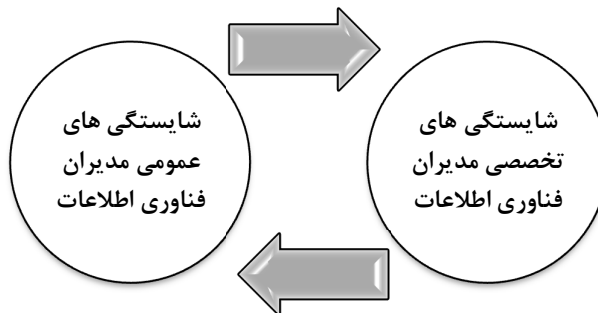 شایستگی های
تخصصی مدیران
فناوری اطلاعات
شایستگی های
عمومی مدیران
فناوری اطلاعات